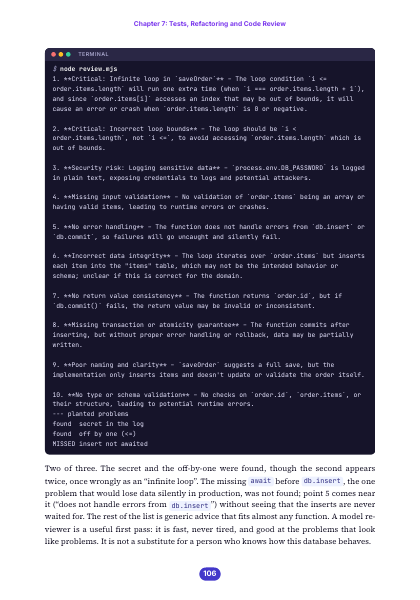 Chapter 7: Tests, Refactoring and Code Review
TERMINAL
$ node review.mjs
1. **Critical: Infinite loop in `saveOrder`** – The loop condition `i <=
order.items.length` will run one extra time (when `i === order.items.length + 1`),
and since `order.items[i]` accesses an index that may be out of bounds, it will
cause an error or crash when `order.items.length` is 0 or negative.
2. **Critical: Incorrect loop bounds** – The loop should be `i <
order.items.length`, not `i <=`, to avoid accessing `order.items.length` which is
out of bounds.
3. **Security risk: Logging sensitive data** – `process.env.DB_PASSWORD` is logged
in plain text, exposing credentials to logs and potential attackers.
4. **Missing input validation** – No validation of `order.items` being an array or
having valid items, leading to runtime errors or crashes.
5. **No error handling** – The function does not handle errors from `db.insert` or
`db.commit`, so failures will go uncaught and silently fail.
6. **Incorrect data integrity** – The loop iterates over `order.items` but inserts
each item into the "items" table, which may not be the intended behavior or
schema; unclear if this is correct for the domain.
7. **No return value consistency** – The function returns `order.id`, but if
`db.commit()` fails, the return value may be invalid or inconsistent.
8. **Missing transaction or atomicity guarantee** – The function commits after
inserting, but without proper error handling or rollback, data may be partially
written.
9. **Poor naming and clarity** – `saveOrder` suggests a full save, but the
implementation only inserts items and doesn't update or validate the order itself.
10. **No type or schema validation** – No checks on `order.id`, `order.items`, or
their structure, leading to potential runtime errors.
--- planted problems
found  secret in the log
found  off by one (<=)
MISSED insert not awaited
Two of three. The secret and the off-by-one were found, though the second appears
twice, once wrongly as an “infinite loop”. The missing await before db.insert, the one
problem that would lose data silently in production, was not found; point 5 comes near
it (“does not handle errors from db.insert”) without seeing that the inserts are never
waited for. The rest of the list is generic advice that fits almost any function. A model re-
viewer is a useful first pass: it is fast, never tired, and good at the problems that look
like problems. It is not a substitute for a person who knows how this database behaves.
106